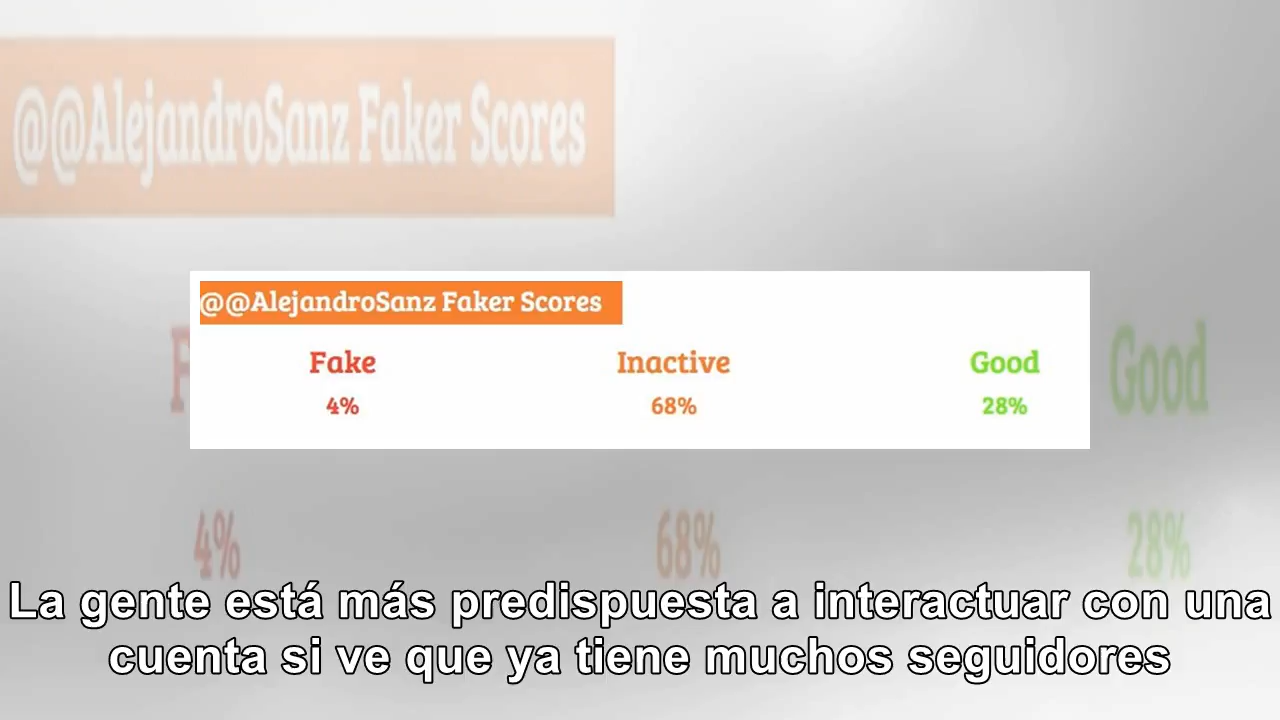 @@AlejandroSanz Faker Scores
@@AlejandroSanz Faker Scores
Fake Inactive Good
4% 68% 28%
F Good
4% 68% 28%
La gente está más predispuesta a interactuar con una
cuenta si ve que ya tiene muchos seguidores